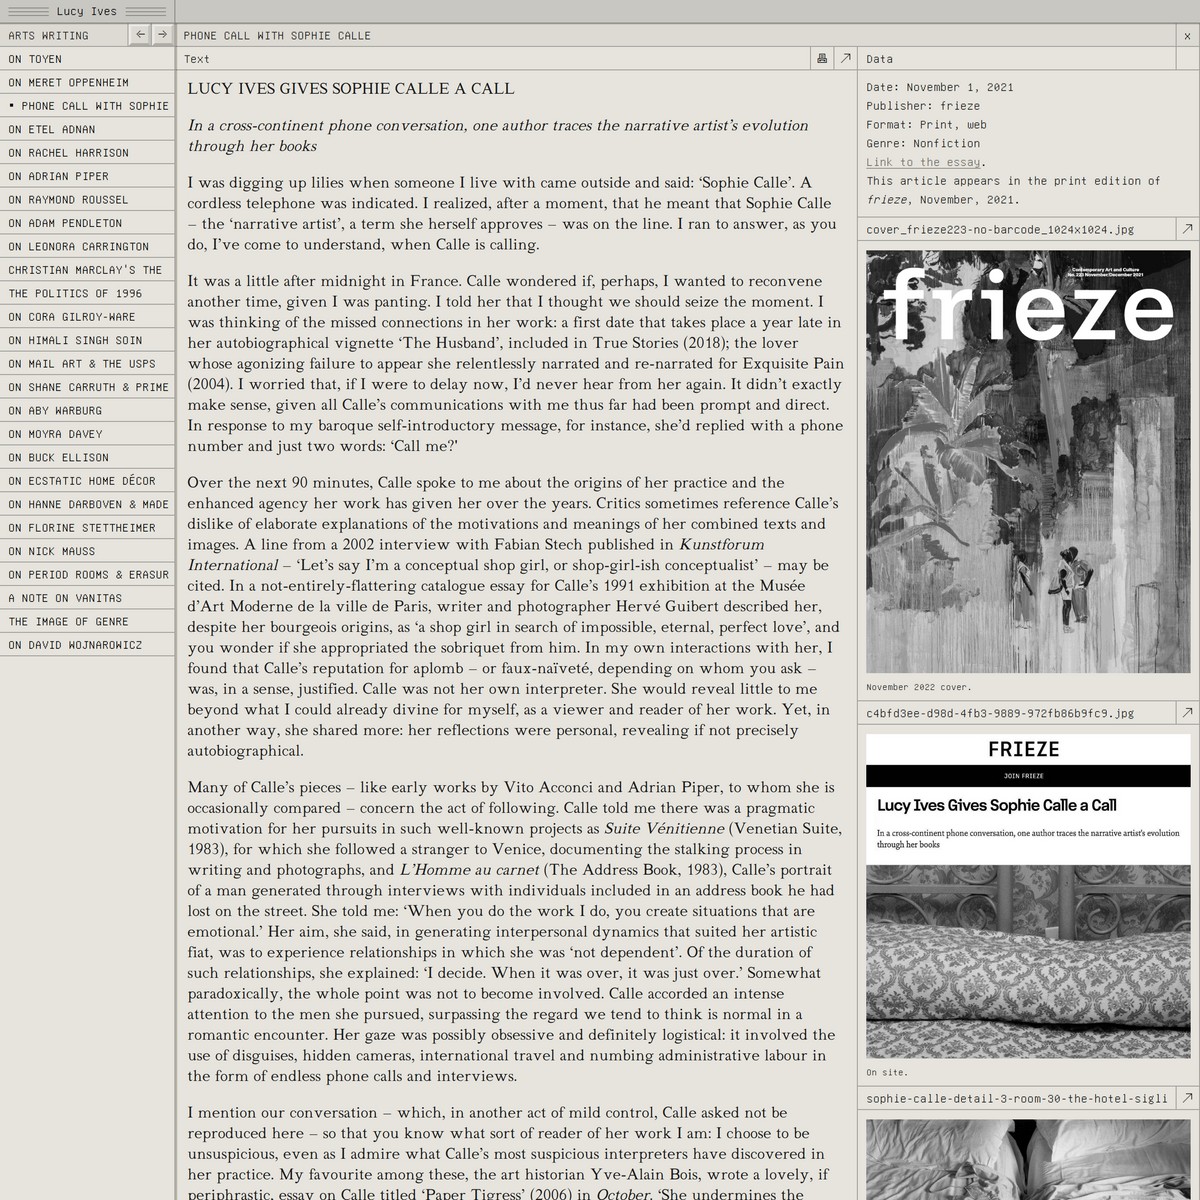 Lucy Ives
ARTS WRITING
← →
ON TOYEN
ON MERET OPPENHEIM
▪ PHONE CALL WITH SOPHIE
ON ETEL ADNAN
ON RACHEL HARRISON
ON ADRIAN PIPER
ON RAYMOND ROUSSEL
ON ADAM PENDLETON
ON LEONORA CARRINGTON
CHRISTIAN MARCLAY'S THE
THE POLITICS OF 1996
ON CORA GILROY-WARE
ON HIMALI SINGH SOIN
ON MAIL ART & THE USPS
ON SHANE CARRUTH & PRIME
ON ABY WARBURG
ON MOYRA DAVEY
ON BUCK ELLISON
ON ECSTATIC HOME DÉCOR
ON HANNE DARBOVEN & MADE
ON FLORINE STETTHEIMER
ON NICK MAUSS
ON PERIOD ROOMS & ERASUR
A NOTE ON VANITAS
THE IMAGE OF GENRE
ON DAVID WOJNAROWICZ
PHONE CALL WITH SOPHIE CALLE
x
Text
LUCY IVES GIVES SOPHIE CALLE A CALL
In a cross-continent phone conversation, one author traces the narrative artist's evolution
through her books
I was digging up lilies when someone I live with came outside and said: ‘Sophie Calle’. A
cordless telephone was indicated. I realized, after a moment, that he meant that Sophie Calle
– the ‘narrative artist’, a term she herself approves – was on the line. I ran to answer, as you
do, I’ve come to understand, when Calle is calling.
It was a little after midnight in France. Calle wondered if, perhaps, I wanted to reconvene
another time, given I was panting. I told her that I thought we should seize the moment. I
was thinking of the missed connections in her work: a first date that takes place a year late in
her autobiographical vignette ‘The Husband’, included in True Stories (2018); the lover
whose agonizing failure to appear she relentlessly narrated and re-narrated for Exquisite Pain
(2004). I worried that, if I were to delay now, I’d never hear from her again. It didn’t exactly
make sense, given all Calle’s communications with me thus far had been prompt and direct.
In response to my baroque self-introductory message, for instance, she’d replied with a phone
number and just two words: ‘Call me?'
Over the next 90 minutes, Calle spoke to me about the origins of her practice and the
enhanced agency her work has given her over the years. Critics sometimes reference Calle’s
dislike of elaborate explanations of the motivations and meanings of her combined texts and
images. A line from a 2002 interview with Fabian Stech published in Kunstforum
International – ‘Let’s say I’m a conceptual shop girl, or shop-girl-ish conceptualist’ – may be
cited. In a not-entirely-flattering catalogue essay for Calle’s 1991 exhibition at the Musée
d’Art Moderne de la ville de Paris, writer and photographer Hervé Guibert described her,
despite her bourgeois origins, as ‘a shop girl in search of impossible, eternal, perfect love’, and
you wonder if she appropriated the sobriquet from him. In my own interactions with her, I
found that Calle’s reputation for aplomb – or faux-naïveté, depending on whom you ask –
was, in a sense, justified. Calle was not her own interpreter. She would reveal little to me
beyond what I could already divine for myself, as a viewer and reader of her work. Yet, in
another way, she shared more: her reflections were personal, revealing if not precisely
autobiographical.
Many of Calle’s pieces – like early works by Vito Acconci and Adrian Piper, to whom she is
occasionally compared – concern the act of following. Calle told me there was a pragmatic
motivation for her pursuits in such well-known projects as Suite Vénitienne (Venetian Suite,
1983), for which she followed a stranger to Venice, documenting the stalking process in
writing and photographs, and L’Homme au carnet (The Address Book, 1983), Calle’s portrait
of a man generated through interviews with individuals included in an address book he had
lost on the street. She told me: ‘When you do the work I do, you create situations that are
emotional.’ Her aim, she said, in generating interpersonal dynamics that suited her artistic
fiat, was to experience relationships in which she was ‘not dependent’. Of the duration of
such relationships, she explained: ‘I decide. When it was over, it was just over.’ Somewhat
paradoxically, the whole point was not to become involved. Calle accorded an intense
attention to the men she pursued, surpassing the regard we tend to think is normal in a
romantic encounter. Her gaze was possibly obsessive and definitely logistical: it involved the
use of disguises, hidden cameras, international travel and numbing administrative labour in
the form of endless phone calls and interviews.
I mention our conversation – which, in another act of mild control, Calle asked not be
reproduced here – so that you know what sort of reader of her work I am: I choose to be
unsuspicious, even as I admire what Calle’s most suspicious interpreters have discovered in
her practice. My favourite among these, the art historian Yve-Alain Bois, wrote a lovely, if
periphrastic, essay on Calle titled ‘Paper Tigress’ (2006) in October. ‘She undermines the
Data
Date: November 1, 2021
Publisher: frieze
Format: Print, web
Genre: Nonfiction
Link to the essay.
This article appears in the print edition of
frieze, November, 2021.
cover_frieze223-no-barcode_1024x1024.jpg
Contemporary Art and Culture
No. 223 November/December 2021
frieze
November 2022 cover.
c4bfd3ee-d98d-4fb3-9889-972fb86b9fc9.jpg
FRIEZE
JOIN FRIEZE
Lucy Ives Gives Sophie Calle a Call
In a cross-continent phone conversation, one author traces the narrative artist's evolution
through her books
On site.
sophie-calle-detail-3-room-30-the-hotel-sigli